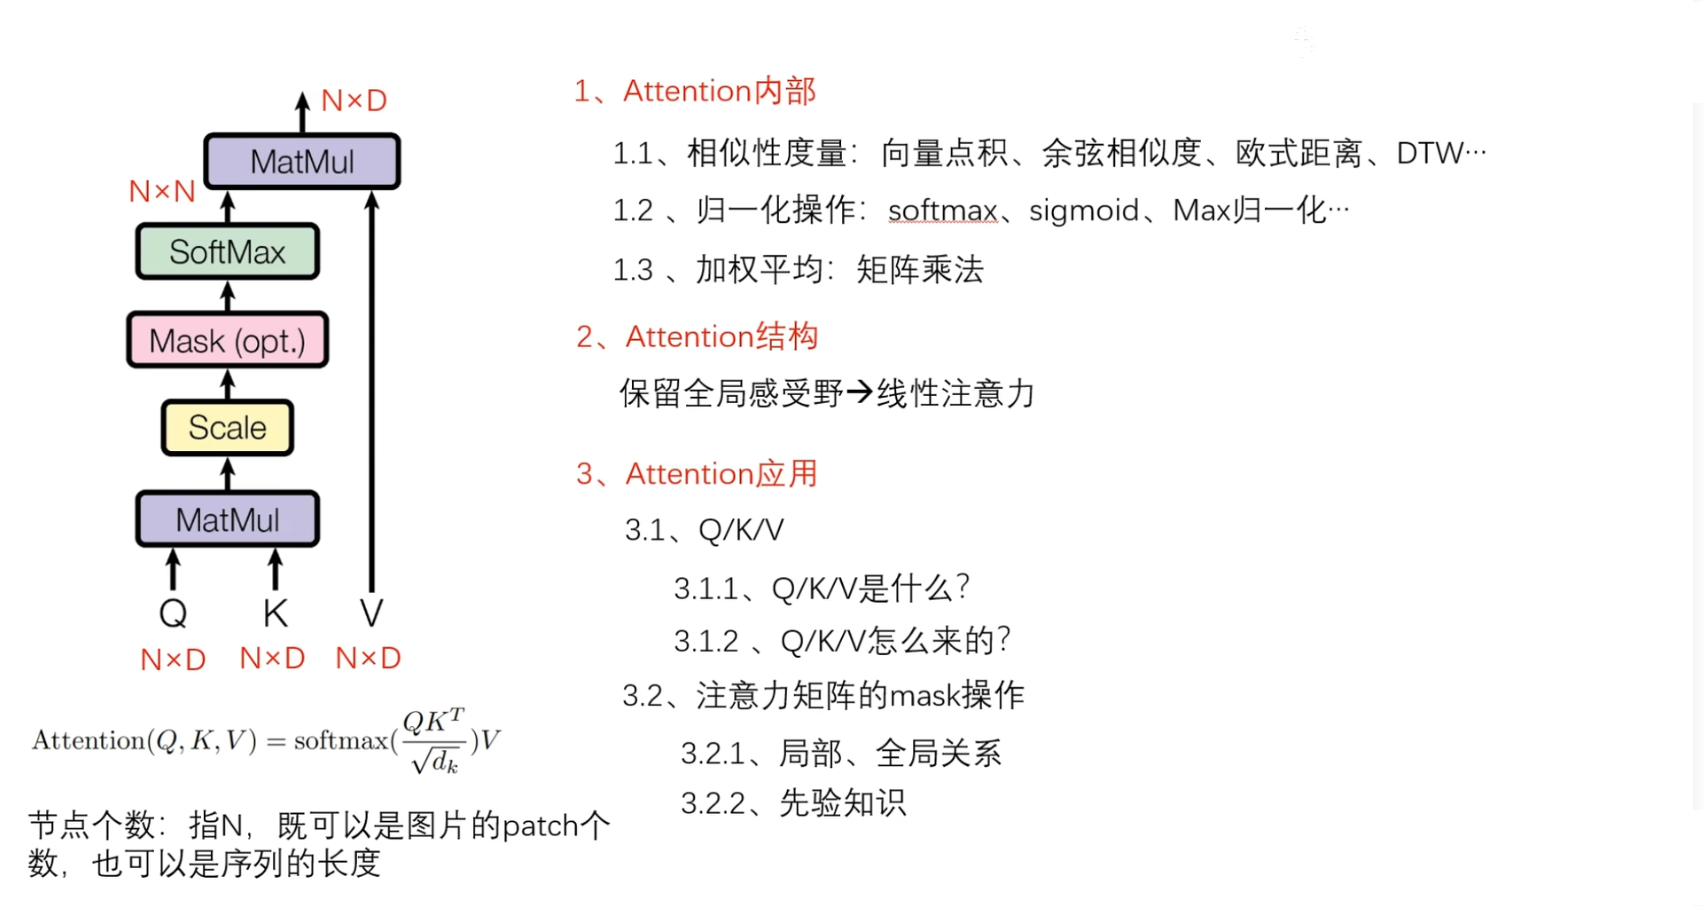 N×D
MatMul
N×N
SoftMax
Mask (opt.)
Scale
MatMul
Q K V
N×D N×D N×D
Attention(Q, K, V) = softmax(QK^T/√d_k)V
节点个数：指N，既可以是图片的patch个
数，也可以是序列的长度
1、Attention内部
1.1、相似性度量：向量点积、余弦相似度、欧式距离、DTW…
1.2 、归一化操作：softmax、sigmoid、Max归一化…
1.3 、加权平均：矩阵乘法
2、Attention结构
保留全局感受野→线性注意力
3、Attention应用
3.1、Q/K/V
3.1.1、Q/K/V是什么？
3.1.2 、Q/K/V怎么来的？
3.2、注意力矩阵的mask操作
3.2.1、局部、全局关系
3.2.2、先验知识